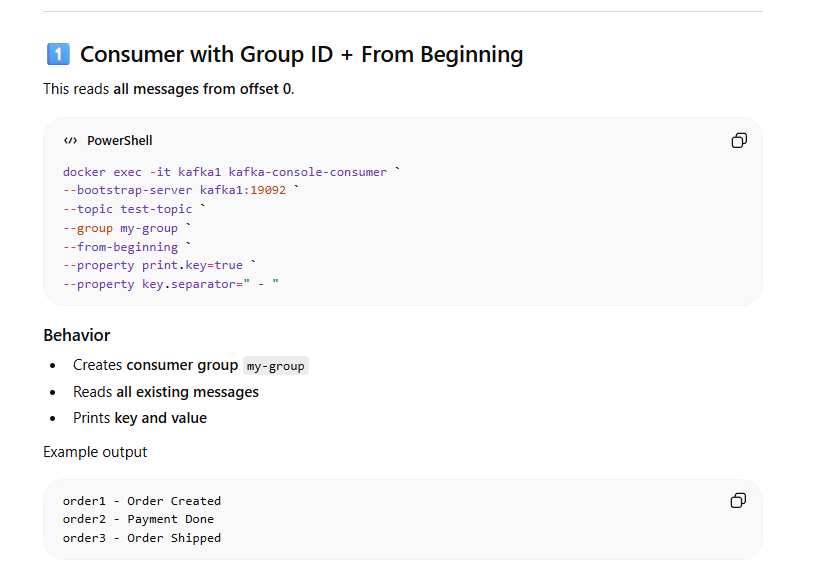 1 Consumer with Group ID + From Beginning
This reads all messages from offset 0.
</> PowerShell
docker exec -it kafka1 kafka-console-consumer `
--bootstrap-server kafka1:19092 `
--topic test-topic `
--group my-group `
--from-beginning `
--property print.key=true `
--property key.separator=" - "
Behavior
• Creates consumer group my-group
• Reads all existing messages
• Prints key and value
Example output
order1 - Order Created
order2 - Payment Done
order3 - Order Shipped